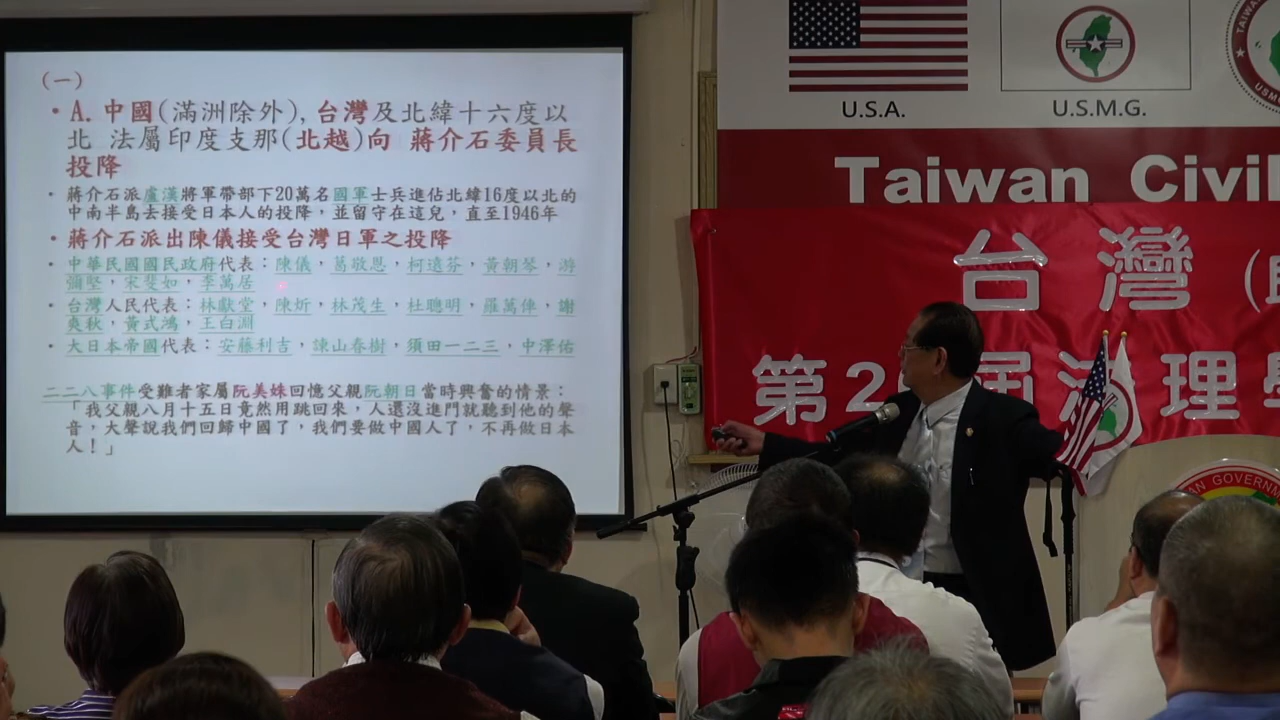 (一)
• A. 中國(滿洲除外), 台灣及北緯十六度以
北 法屬印度支那(北越)向 蔣介石委員長
投降
• 蔣介石派盧漢將軍帶部下20萬名國軍士兵進佔北緯16度以北的
中南半島去接受日本人的投降，並留守在這兒，直至1946年
• 蔣介石派出陳儀接受台灣日軍之投降
• 中華民國國民政府代表：陳儀，葛敬恩，柯遠芬，黃朝琴，游
彌堅，宋斐如，李萬居
• 台灣人民代表：林獻堂，陳炘，林茂生，杜聰明，羅萬俥，謝
爽秋，黃式鴻，王白淵
• 大日本帝國代表：安藤利吉，諫山春樹，須田一二三，中澤佑
二二八事件受難者家屬阮美姝回憶父親阮朝日當時興奮的情景：
「我父親八月十五日竟然用跳回來，人還沒進門就聽到他的聲
音，大聲說我們回歸中國了，我們要做中國人了，不再做日本
人！」
U.S.A.
U.S.M.G.
Taiwan Civil
台灣
第2 屆法理學